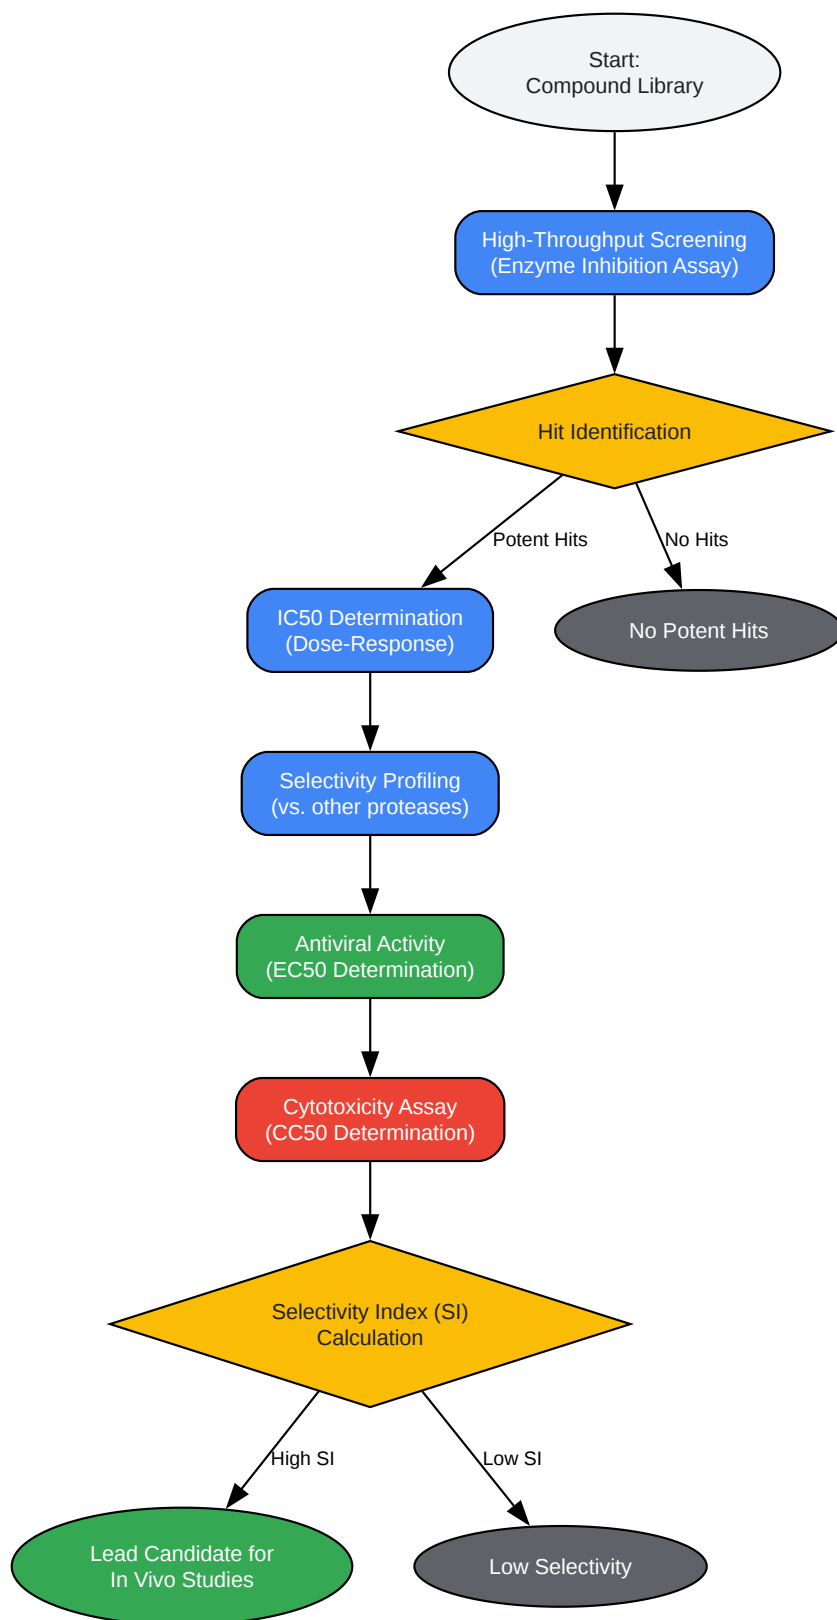 Start:
Compound Library
High-Throughput Screening
(Enzyme Inhibition Assay)
Hit Identification
Potent Hits
No Hits
IC50 Determination
(Dose-Response)
No Potent Hits
Selectivity Profiling
(vs. other proteases)
Antiviral Activity
(EC50 Determination)
Cytotoxicity Assay
(CC50 Determination)
Selectivity Index (SI)
Calculation
High SI
Low SI
Lead Candidate for
In Vivo Studies
Low Selectivity